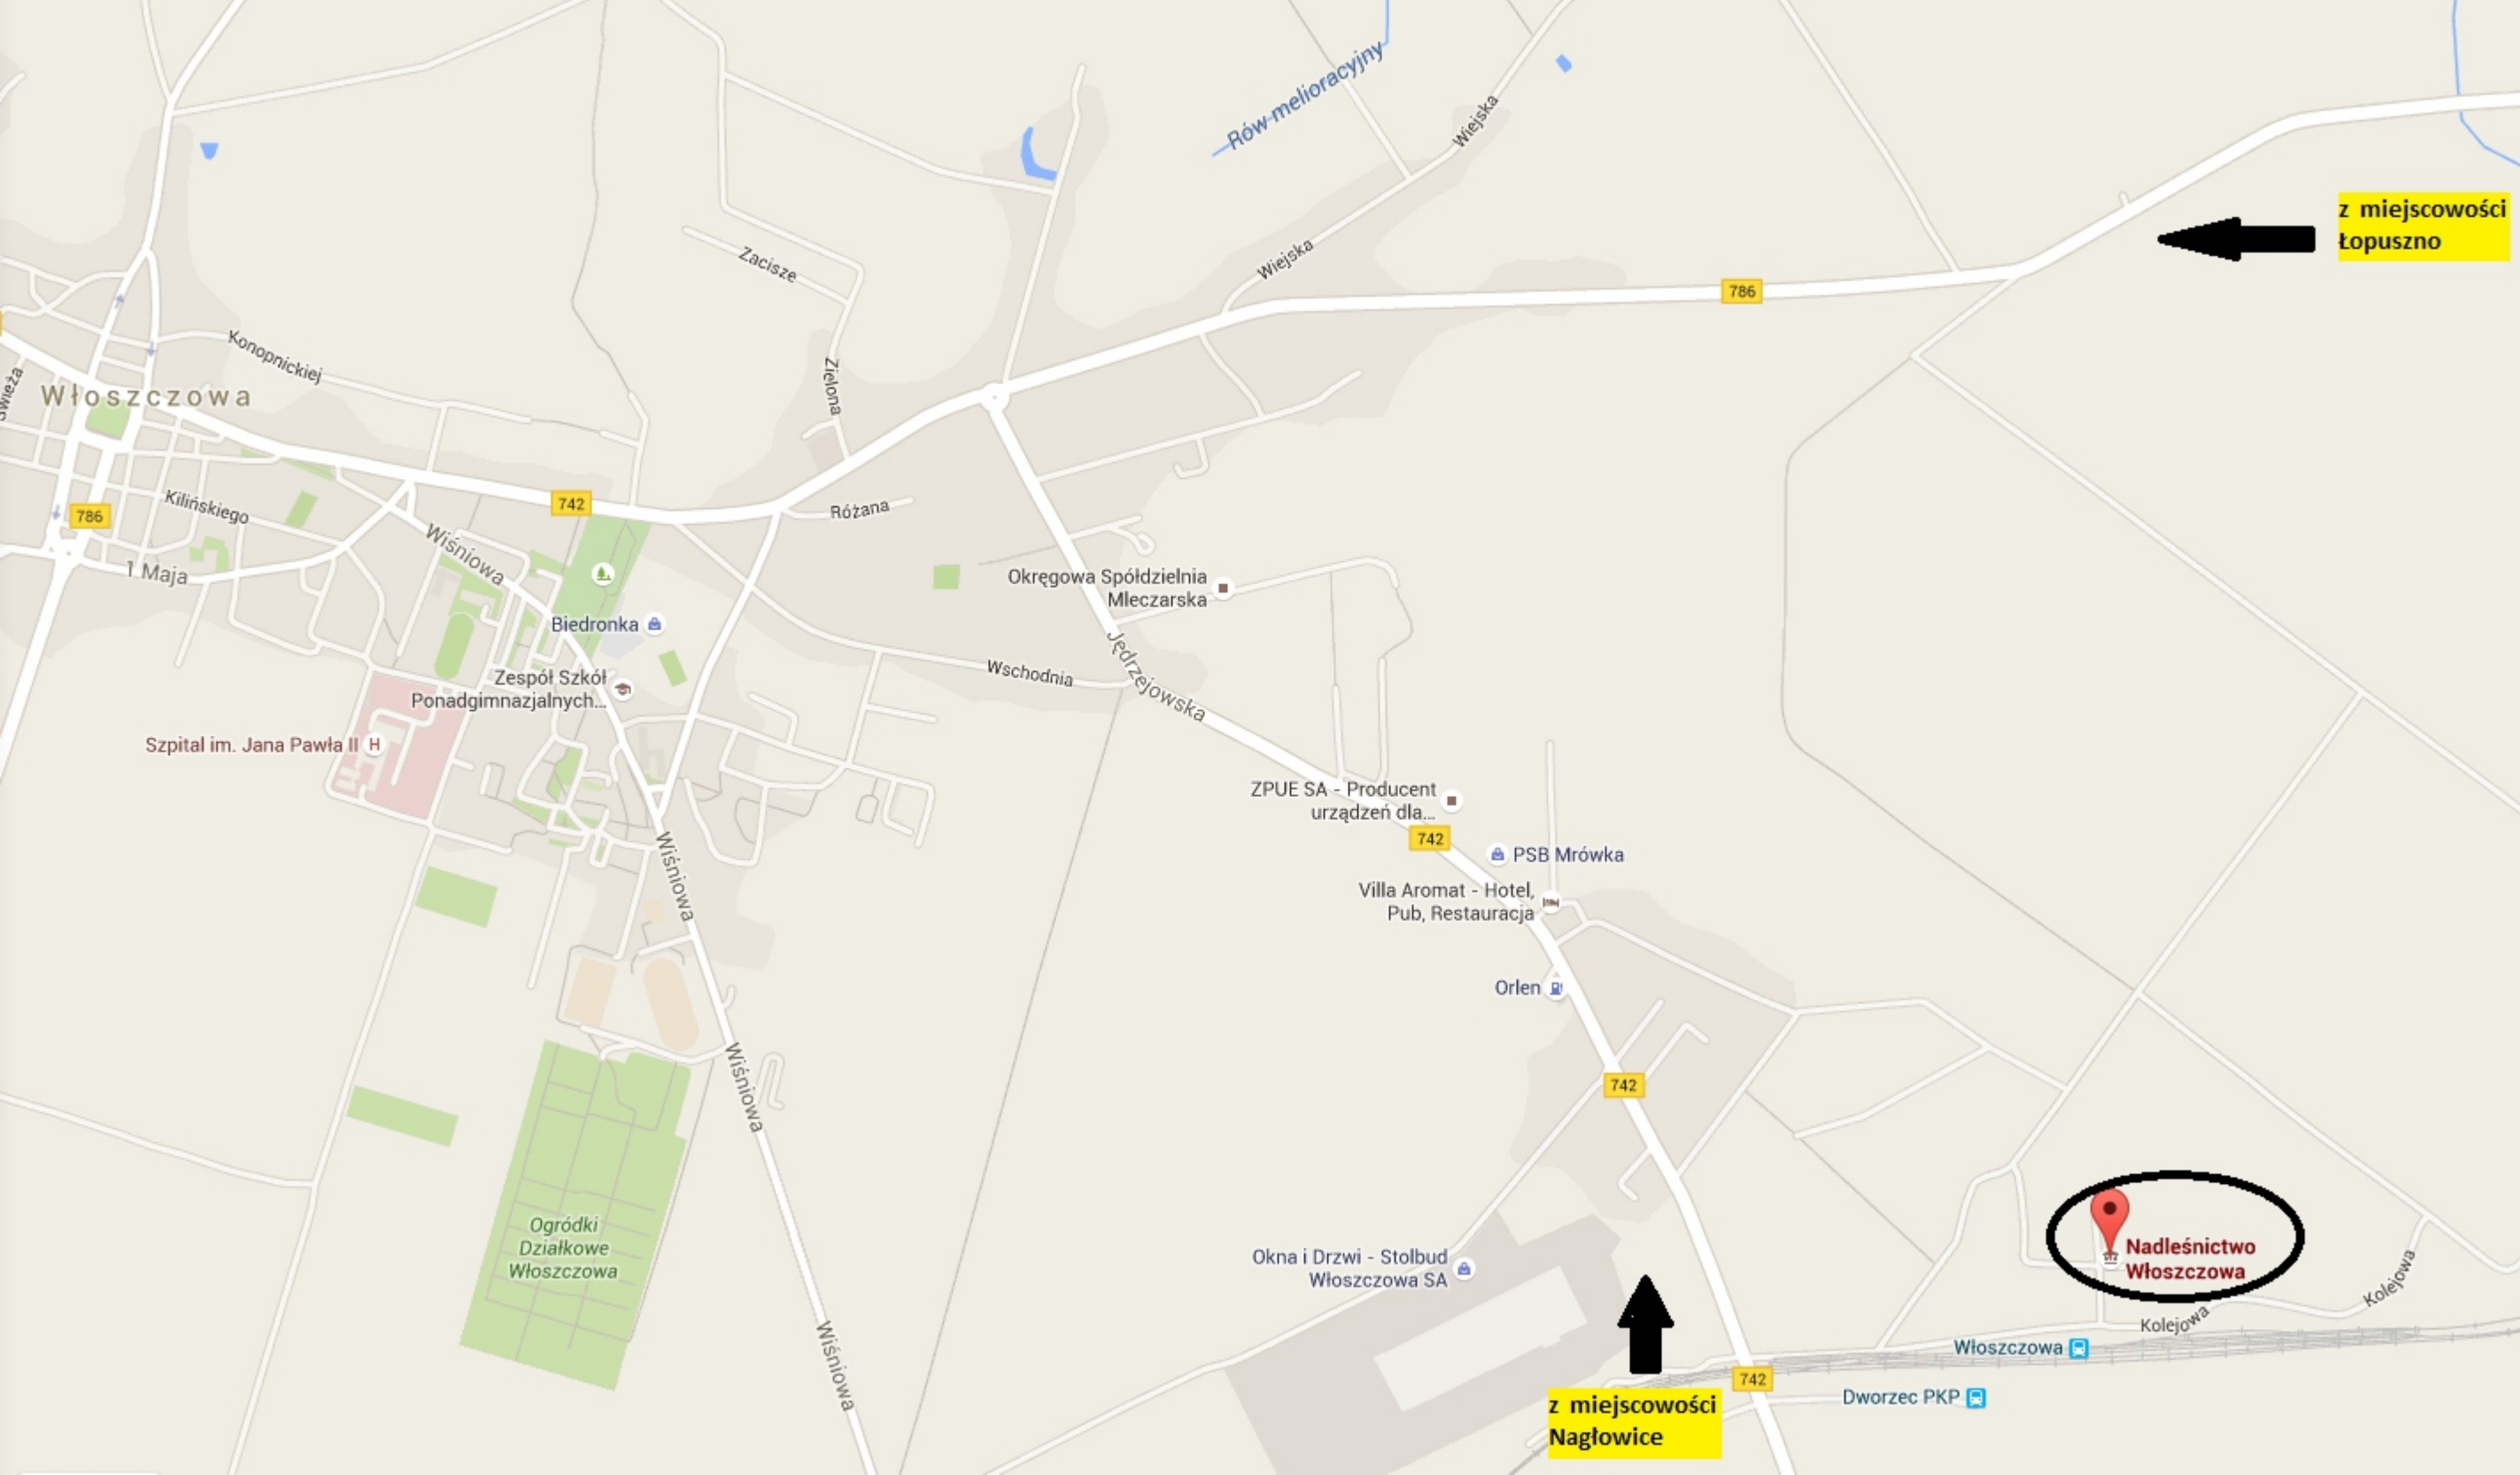 Rów melioracyjny
Wiejska
z miejscowości
Łopuszno
Wiejska
Zacisze
786
Konopnickiej
Zielona
Włoszczowa
742
Różana
Kilińskiego
786
Wiśniowa
1 Maja
Okręgowa Spółdzielnia
Mleczarska
Biedronka
Jędrzejowska
Wschodnia
Zespół Szkół
Ponadgimnazjalnych...
Szpital im. Jana Pawła II
H
ZPUE SA - Producent
urządzeń dla...
742
PSB Mrówka
Wiśniowa
Villa Aromat - Hotel,
Pub, Restauracja
Orlen
Wiśniowa
742
Ogródki
Działkowe
Włoszczowa
Okna i Drzwi - Stolbud
Włoszczowa SA
Nadleśnictwo
Włoszczowa
Kolejowa
Kolejowa
Włoszczowa
Wiśniowa
742
Dworzec PKP
z miejscowości
Nagłowice